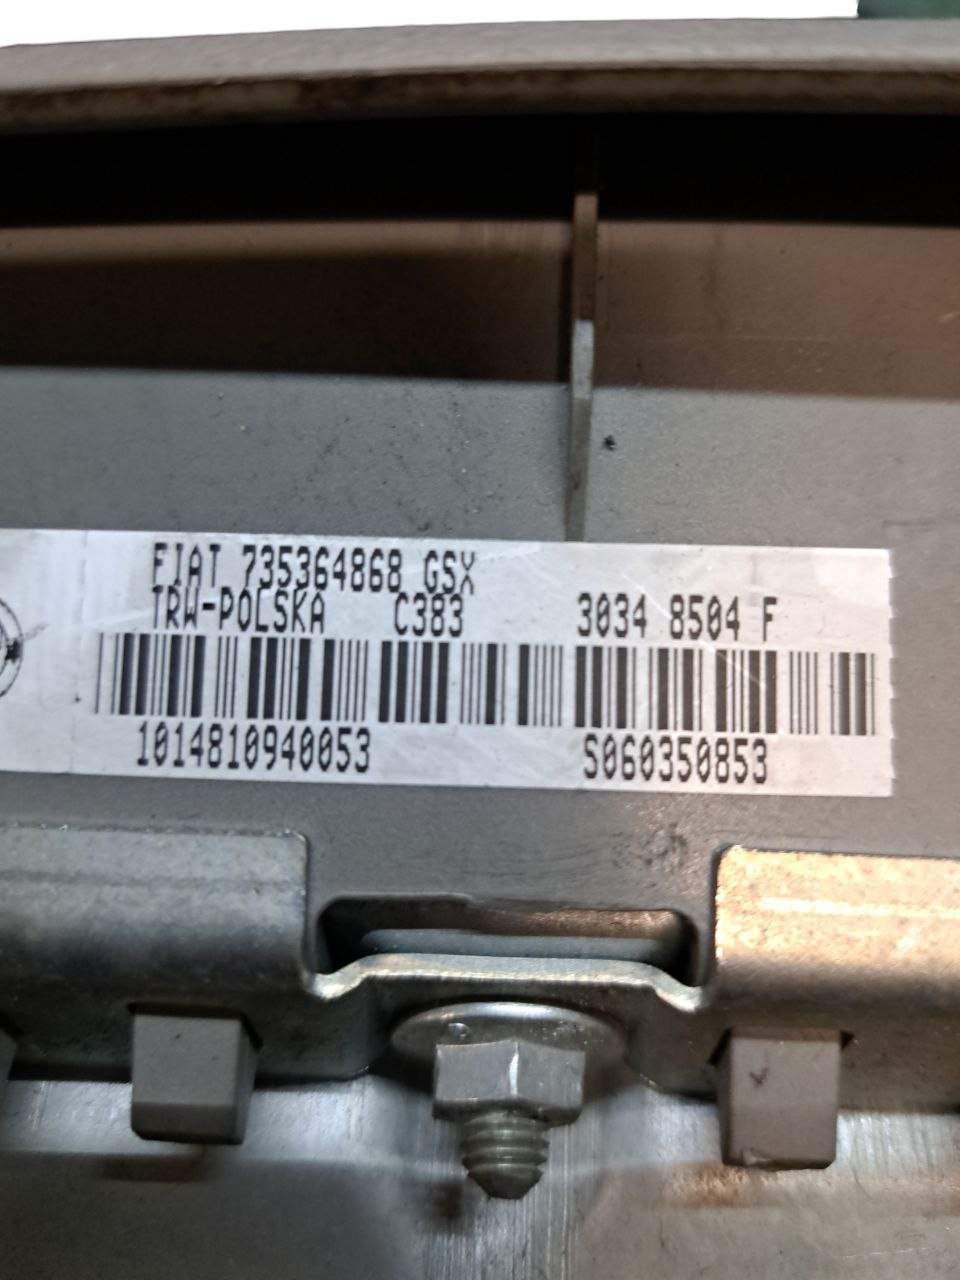 FIAT 735364868 GSX
TRW-POLSKA C383 3034 8504 F
1014810940053 S060350853